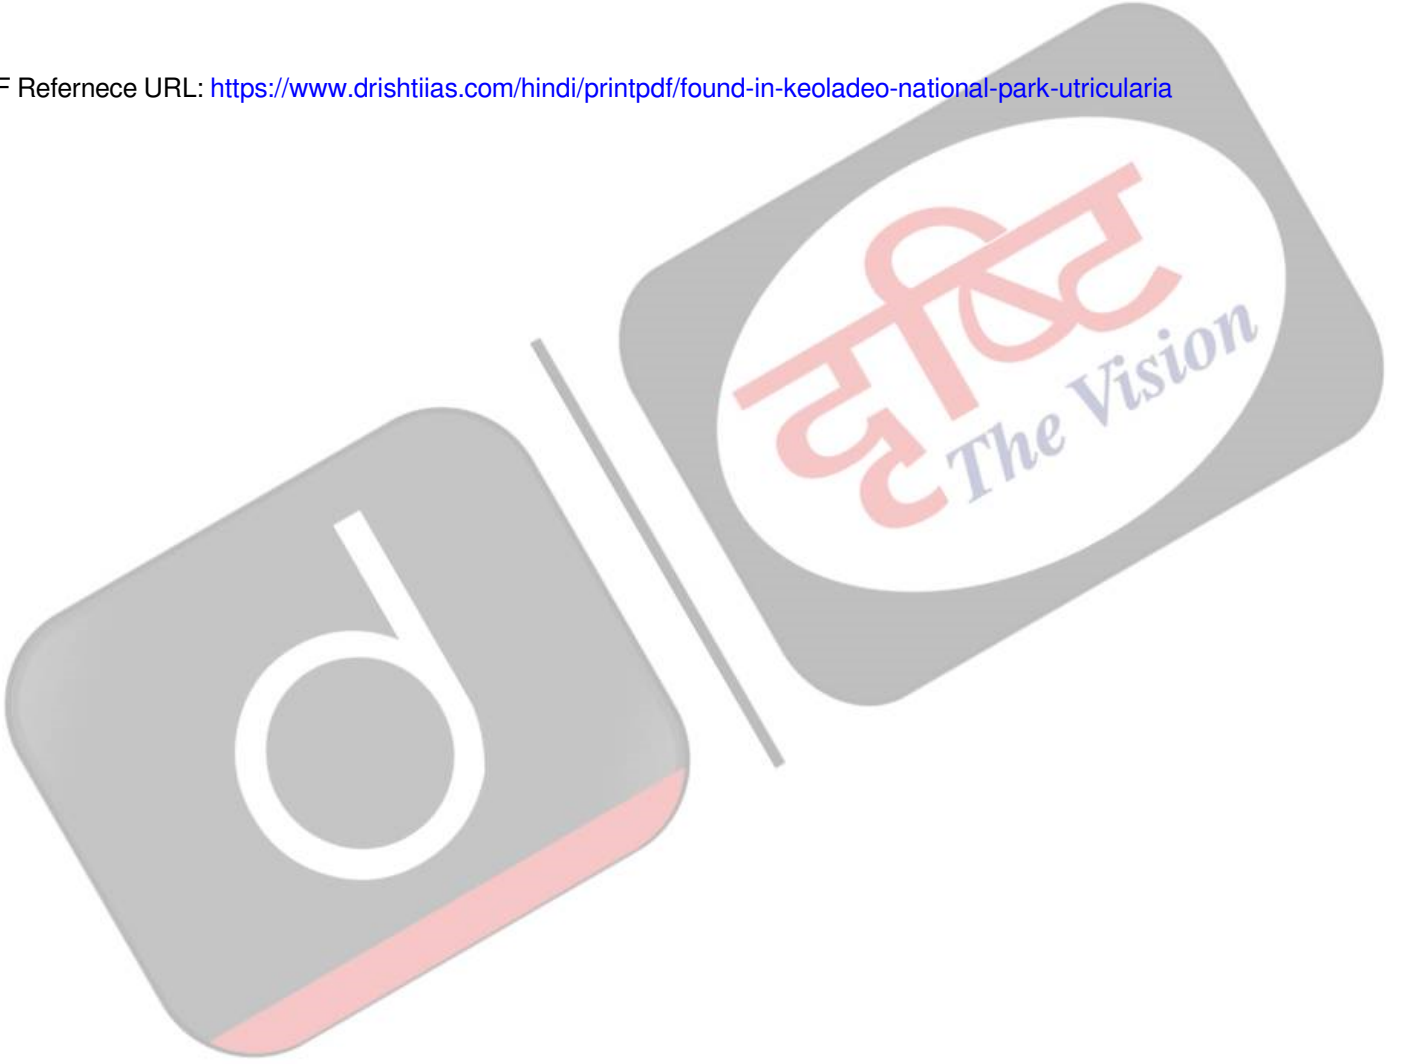 F Refernece URL: https://www.drishtiias.com/hindi/printpdf/found-in-keoladeo-national-park-utricularia
दृष्टि
The Vision
d